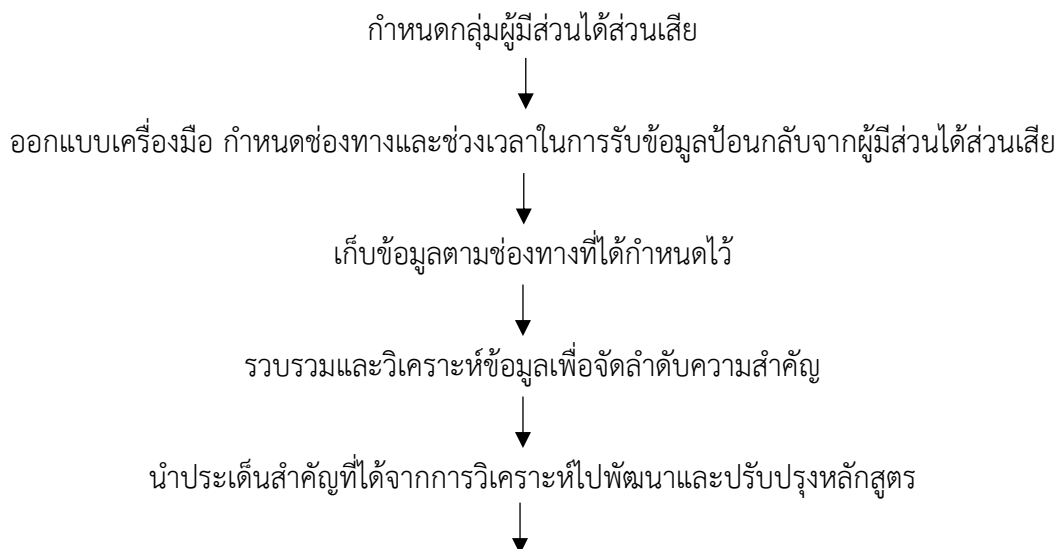 กำหนดกลุ่มผู้มีส่วนได้ส่วนเสีย
ออกแบบเครื่องมือ กำหนดช่องทางและช่วงเวลาในการรับข้อมูลป้อนกลับจากผู้มีส่วนได้ส่วนเสีย
เก็บข้อมูลตามช่องทางที่ได้กำหนดไว้
รวบรวมและวิเคราะห์ข้อมูลเพื่อจัดลำดับความสำคัญ
นำประเด็นสำคัญที่ได้จากการวิเคราะห์ไปพัฒนาและปรับปรุงหลักสูตร